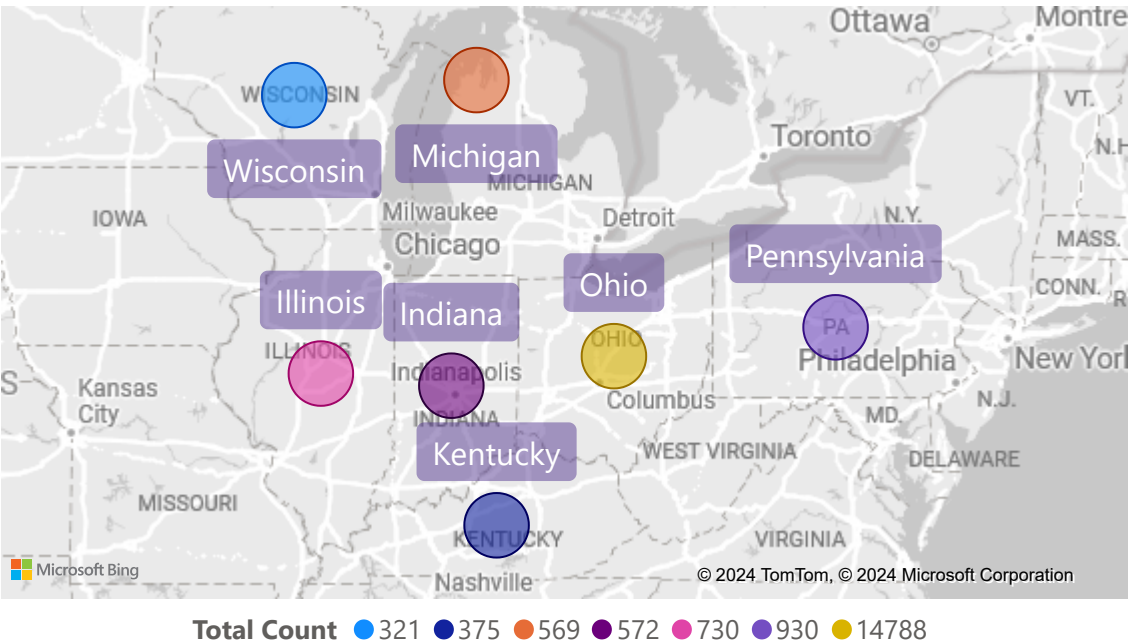 Ottawa
Montre
WISCONSIN
VT.
Toronto
N.H
Michigan
Wisconsin
MICHIGAN
IOWA
Milwaukee
Detroit
N.Y.
Chicago
MASS.
Pennsylvania
Ohio
CONN.
R
Illinois
Indiana
PA
OHIO
ILLINOIS
Philadelphia
New Yorl
Indianapolis
S
Kansas
City
Columbus
N.J.
INDIANA
MD.
Kentucky
WEST VIRGINIA
DELAWARE
MISSOURI
KENTUCKY
VIRGINIA
Nashville
Microsoft Bing
© 2024 TomTom, © 2024 Microsoft Corporation
Total Count 321 375 569 572 730 930 14788